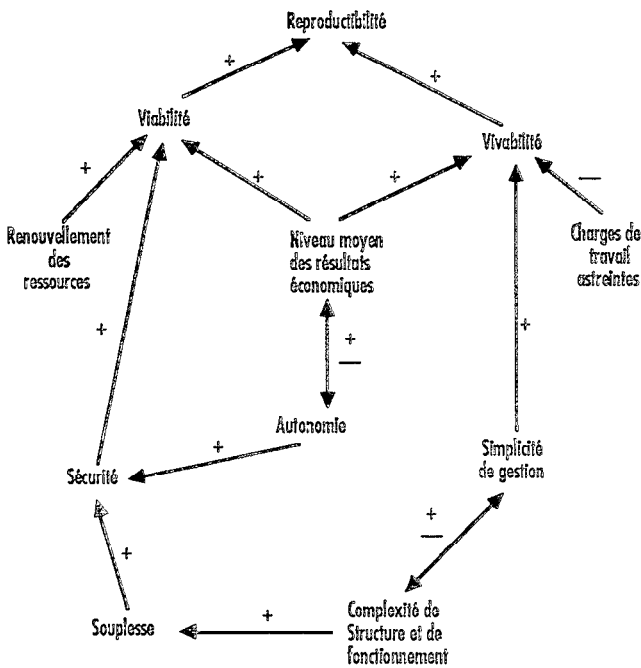 Reproductibilité
+
+
Viabilité
Vivabilité
+
+
+
—
Renouvellement
des
ressources
Niveau moyen
des résultats
économiques
Charges de
travail
astreintes
+
+
+
—
Autonomie
+
Sécurité
Simplicité
de gestion
+
—
+
+
Souplesse
Complexité de
Structure et de
fonctionnement